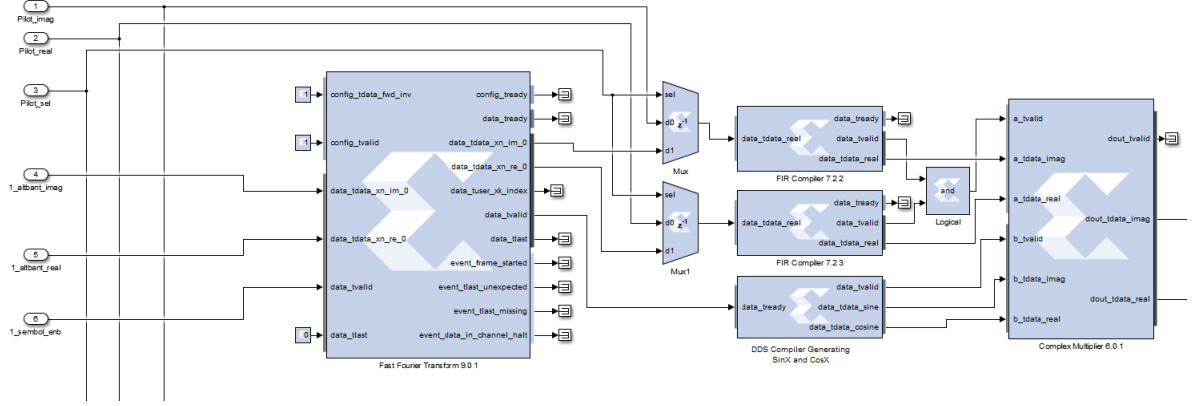 1
Pilot_imag
2
Pilot_real
3
Pilot_sel
4
1_altbant_imag
5
1_altbant_real
6
1_sembol_enb
1
1
0
config_tdata_fwd_inv
config_tvalid
data_tdata_xn_im_0
data_tdata_xn_re_0
data_tvalid
data_tlast
config_tready
data_tready
data_tdata_xn_im_0
data_tdata_xn_re_0
data_tuser_xk_index
data_tvalid
data_tlast
event_frame_started
event_tlast_unexpected
event_tlast_missing
event_data_in_channel_halt
Fast Fourier Transform 9.0 1
sel
d0 z-1
d1
Mux
sel
d0 z-1
d1
Mux1
data_tdata_real
data_tready
data_tvalid
data_tdata_real
FIR Compiler 7.2 2
data_tdata_real
data_tready
data_tvalid
data_tdata_real
FIR Compiler 7.2 3
and
Logical
data_tready
data_tvalid
data_tdata_sine
data_tdata_cosine
DDS Compiler Generating
SinX and CosX
a_tvalid
a_tdata_imag
a_tdata_real
b_tvalid
b_tdata_imag
b_tdata_real
dout_tvalid
dout_tdata_imag
dout_tdata_real
Complex Multiplier 6.0 1